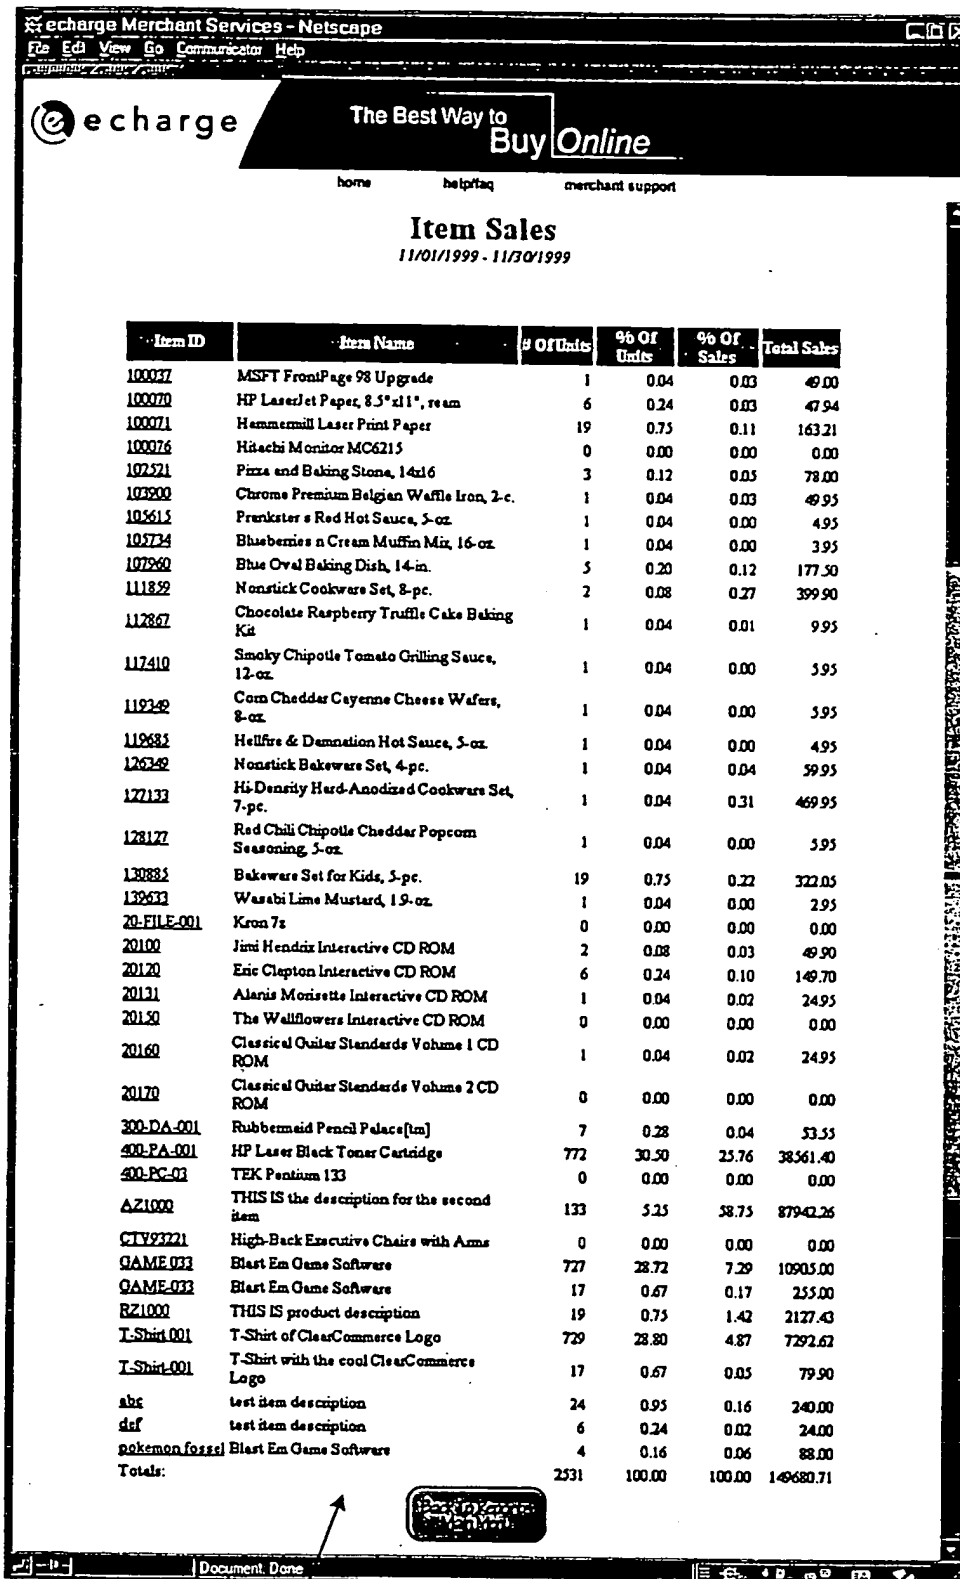 echarge Merchant Services - Netscape
File Edit View Go Communicator Help
echarge
The Best Way to
Buy Online
home help/faq merchant support
Item Sales
11/01/1999 - 11/30/1999
Item ID Item Name # Of Units % Of Units % Of Sales Total Sales
100037 MSFT FrontPage 98 Upgrade 1 0.04 0.03 49.00
100070 HP LaserJet Paper, 8.5"x11", ream 6 0.24 0.03 47.94
100071 Hammermill Laser Print Paper 19 0.75 0.11 163.21
100076 Hitachi Monitor MC6215 0 0.00 0.00 0.00
102521 Pizza and Baking Stone, 14x16 3 0.12 0.05 78.00
103900 Chrome Premium Belgian Waffle Iron, 2-c. 1 0.04 0.03 49.95
105615 Prankster s Red Hot Sauce, 5-oz. 1 0.04 0.00 4.95
105734 Blueberries n Cream Muffin Mix, 16-oz. 1 0.04 0.00 3.95
107960 Blue Oval Baking Dish, 14-in. 5 0.20 0.12 177.50
111859 Nonstick Cookware Set, 8-pc. 2 0.08 0.27 399.90
112867 Chocolate Raspberry Truffle Cake Baking
Kit 1 0.04 0.01 9.95
117410 Smoky Chipotle Tomato Grilling Sauce,
12-oz. 1 0.04 0.00 5.95
119349 Corn Cheddar Cayenne Cheese Wafers,
8-oz. 1 0.04 0.00 5.95
119685 Hellfire & Damnation Hot Sauce, 5-oz. 1 0.04 0.00 4.95
126349 Nonstick Bakeware Set, 4-pc. 1 0.04 0.04 59.95
127133 Hi-Density Hard-Anodized Cookware Set,
7-pc. 1 0.04 0.31 469.95
128127 Red Chili Chipotle Cheddar Popcorn
Seasoning, 5-oz. 1 0.04 0.00 5.95
130885 Bakeware Set for Kids, 5-pc. 19 0.75 0.22 322.05
139633 Wasabi Lime Mustard, 1.9-oz. 1 0.04 0.00 2.95
20-FILE-001 Kron 7z 0 0.00 0.00 0.00
20100 Jimi Hendrix Interactive CD ROM 2 0.08 0.03 49.90
20120 Eric Clapton Interactive CD ROM 6 0.24 0.10 149.70
20131 Alanis Morisette Interactive CD ROM 1 0.04 0.02 24.95
20150 The Wallflowers Interactive CD ROM 0 0.00 0.00 0.00
20160 Classical Guitar Standards Volume 1 CD
ROM 1 0.04 0.02 24.95
20170 Classical Guitar Standards Volume 2 CD
ROM 0 0.00 0.00 0.00
300-DA-001 Rubbermaid Pencil Palace[tm] 7 0.28 0.04 53.55
400-PA-001 HP Laser Black Toner Cartridge 772 30.50 25.76 38561.40
400-PC-03 TEK Pentium 133 0 0.00 0.00 0.00
AZ1000 THIS IS the description for the second
item 133 5.25 58.75 87942.26
CTV93221 High-Back Executive Chairs with Arms 0 0.00 0.00 0.00
GAME 033 Blast Em Game Software 727 28.72 7.29 10905.00
GAME-033 Blast Em Game Software 17 0.67 0.17 255.00
RZ1000 THIS IS product description 19 0.75 1.42 2127.43
T-Shirt 001 T-Shirt of ClearCommerce Logo 729 28.80 4.87 7292.62
T-Shirt-001 T-Shirt with the cool ClearCommerce
Logo 17 0.67 0.05 79.90
abc test item description 24 0.95 0.16 240.00
def test item description 6 0.24 0.02 24.00
pokemon fossel Blast Em Game Software 4 0.16 0.06 88.00
Totals: 2531 100.00 100.00 149680.71
Document: Done